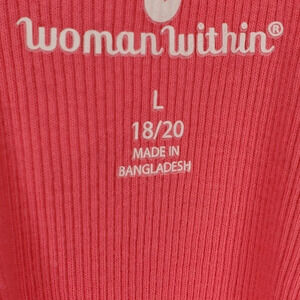 woman within®
L
18/20
MADE IN
BANGLADESH